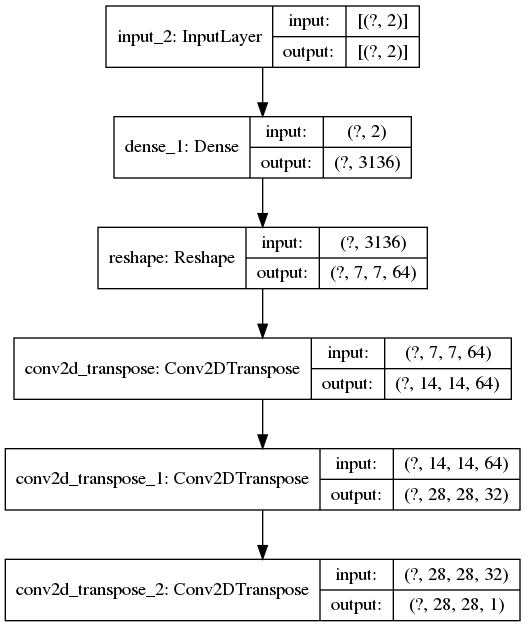 input_2: InputLayer
input: [(?, 2)]
output: [(?, 2)]
dense_1: Dense
input: (?, 2)
output: (?, 3136)
reshape: Reshape
input: (?, 3136)
output: (?, 7, 7, 64)
conv2d_transpose: Conv2DTranspose
input: (?, 7, 7, 64)
output: (?, 14, 14, 64)
conv2d_transpose_1: Conv2DTranspose
input: (?, 14, 14, 64)
output: (?, 28, 28, 32)
conv2d_transpose_2: Conv2DTranspose
input: (?, 28, 28, 32)
output: (?, 28, 28, 1)